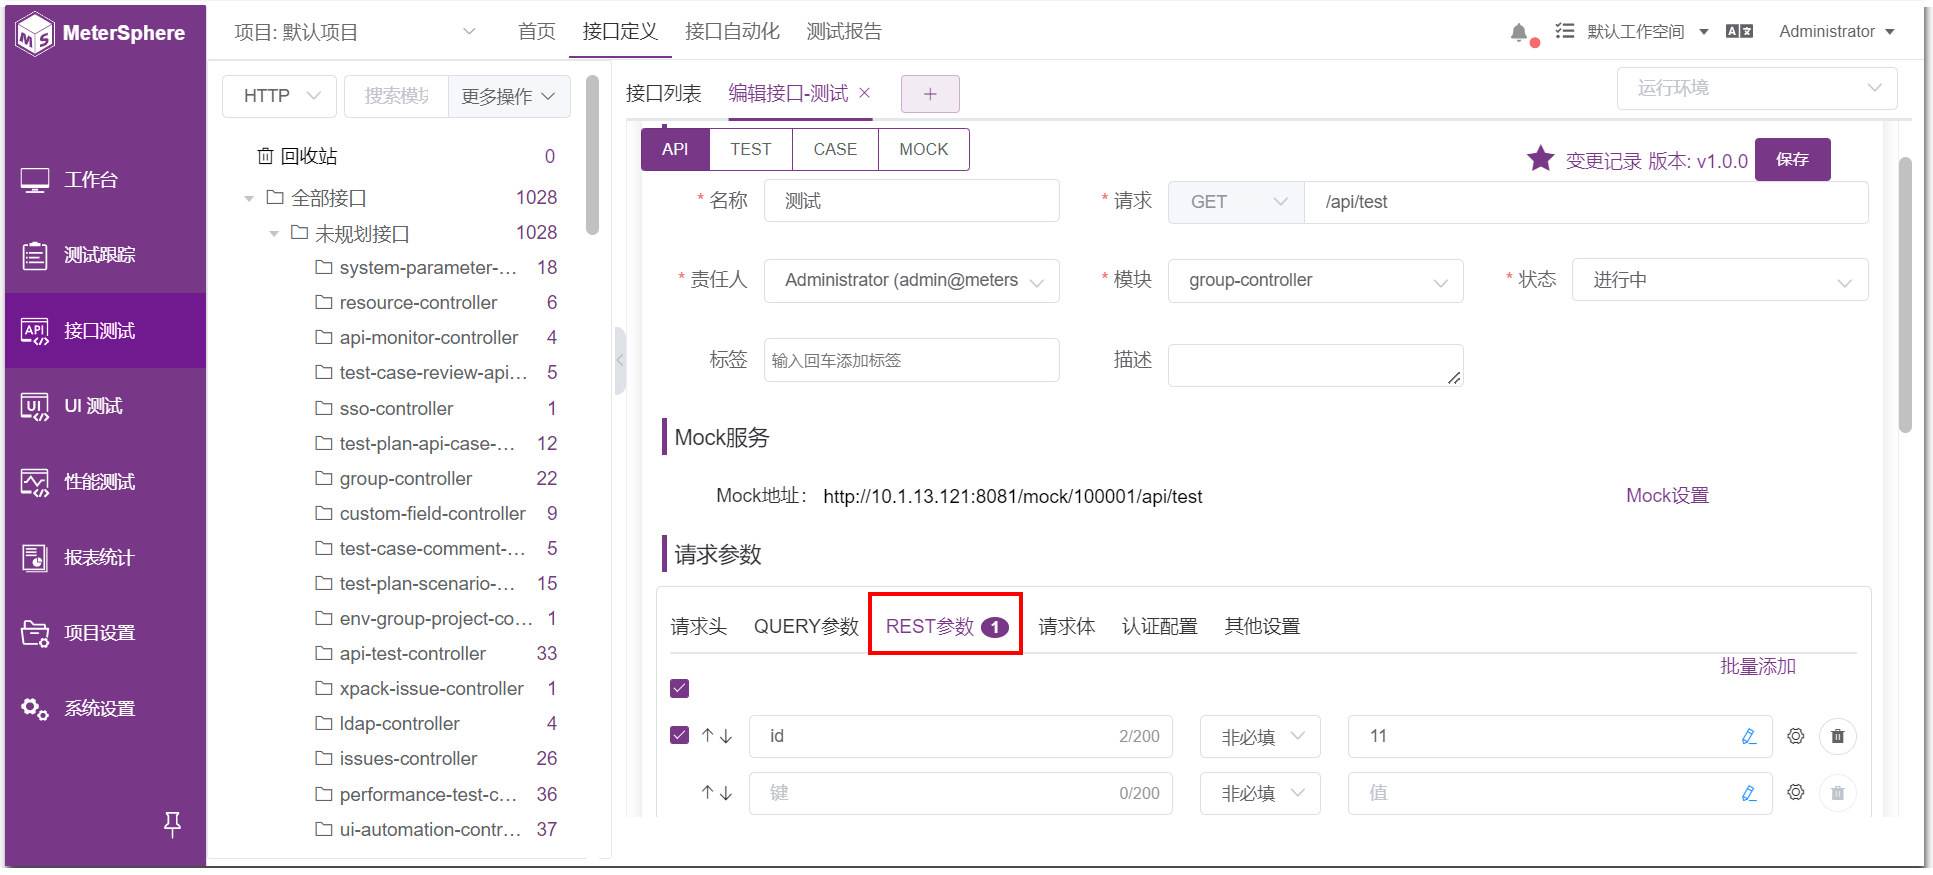 MeterSphere
项目: 默认项目
首页
接口定义
接口自动化
测试报告
默认工作空间
Administrator
工作台
测试跟踪
接口测试
API
UI 测试
UI
性能测试
报表统计
项目设置
系统设置
HTTP
搜索模块
更多操作
回收站 0
全部接口 1028
未规划接口 1028
system-parameter-... 18
resource-controller 6
api-monitor-controller 4
test-case-review-api... 5
sso-controller 1
test-plan-api-case-... 12
group-controller 22
custom-field-controller 9
test-case-comment-... 5
test-plan-scenario-... 15
env-group-project-co... 1
api-test-controller 33
xpack-issue-controller 1
ldap-controller 4
issues-controller 26
performance-test-c... 36
ui-automation-contr... 37
接口列表
编辑接口-测试 ×
+
运行环境
API
TEST
CASE
MOCK
变更记录 版本: v1.0.0
保存
* 名称 测试
* 请求 GET /api/test
* 责任人 Administrator (admin@meters
* 模块 group-controller
* 状态 进行中
标签 输入回车添加标签
描述
Mock服务
Mock地址： http://10.1.13.121:8081/mock/100001/api/test
Mock设置
请求参数
请求头
QUERY参数
REST参数 1
请求体
认证配置
其他设置
批量添加
id 2/200 非必填 11
键 0/200 非必填 值